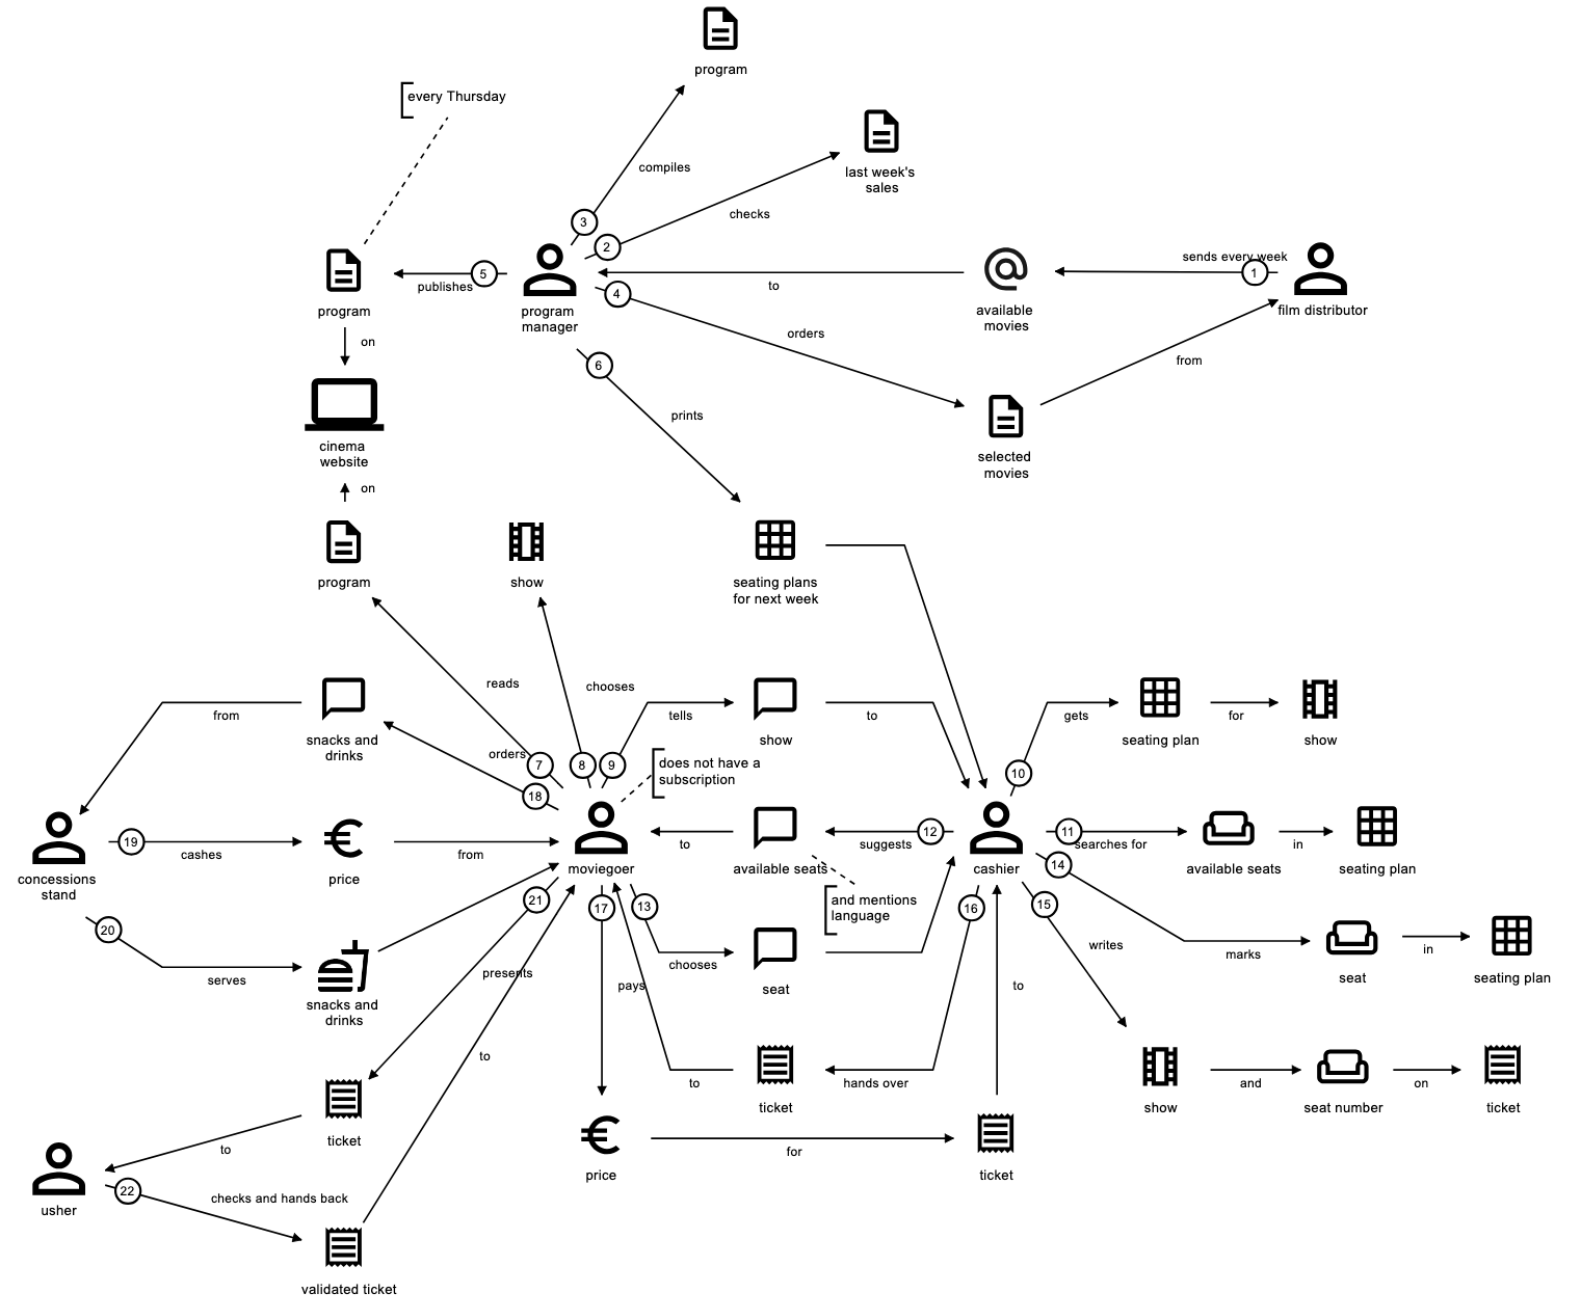 program
every Thursday
compiles
last week's
sales
checks
3
2
sends every week
1
5
publishes
4
to
program
program
manager
available
movies
film distributor
on
orders
from
6
prints
cinema
website
selected
movies
on
program
show
seating plans
for next week
reads
chooses
from
tells
to
gets
for
snacks and
drinks
show
seating plan
show
orders
7
8
9
does not have a
subscription
10
18
19
cashes
from
to
suggests
12
11
searches for
in
14
concessions
stand
price
moviegoer
available seats
cashier
available seats
seating plan
and mentions
language
21
17
13
16
15
20
writes
marks
in
chooses
serves
presents
pays
seat
to
seat
seating plan
snacks and
drinks
to
to
hands over
and
on
ticket
show
seat number
ticket
ticket
to
for
price
ticket
usher
22
checks and hands back
validated ticket